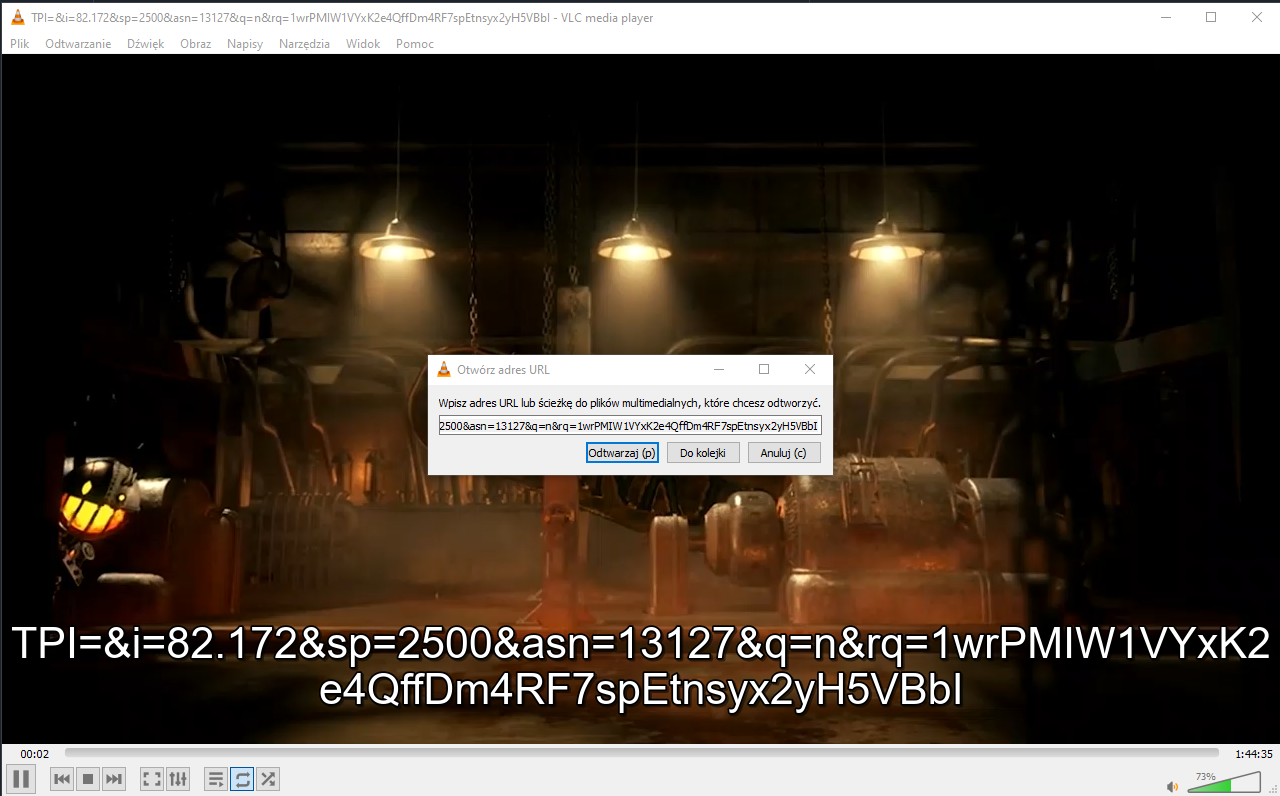 TPI=&i=82.172&sp=2500&asn=13127&q=n&rq=1wrPMIW1VYxK2e4QffDm4RF7spEtnsyx2yH5VBbI - VLC media player
Plik Odtwarzanie Dźwięk Obraz Napisy Narzędzia Widok Pomoc
Otwórz adres URL
Wpisz adres URL lub ścieżkę do plików multimedialnych, które chcesz odtworzyć.
2500&asn=13127&q=n&rq=1wrPMIW1VYxK2e4QffDm4RF7spEtnsyx2yH5VBbI
Odtwarzaj (p) Do kolejki Anuluj (c)
TPI=&i=82.172&sp=2500&asn=13127&q=n&rq=1wrPMIW1VYxK2
e4QffDm4RF7spEtnsyx2yH5VBbI
00:02 1:44:35
73%